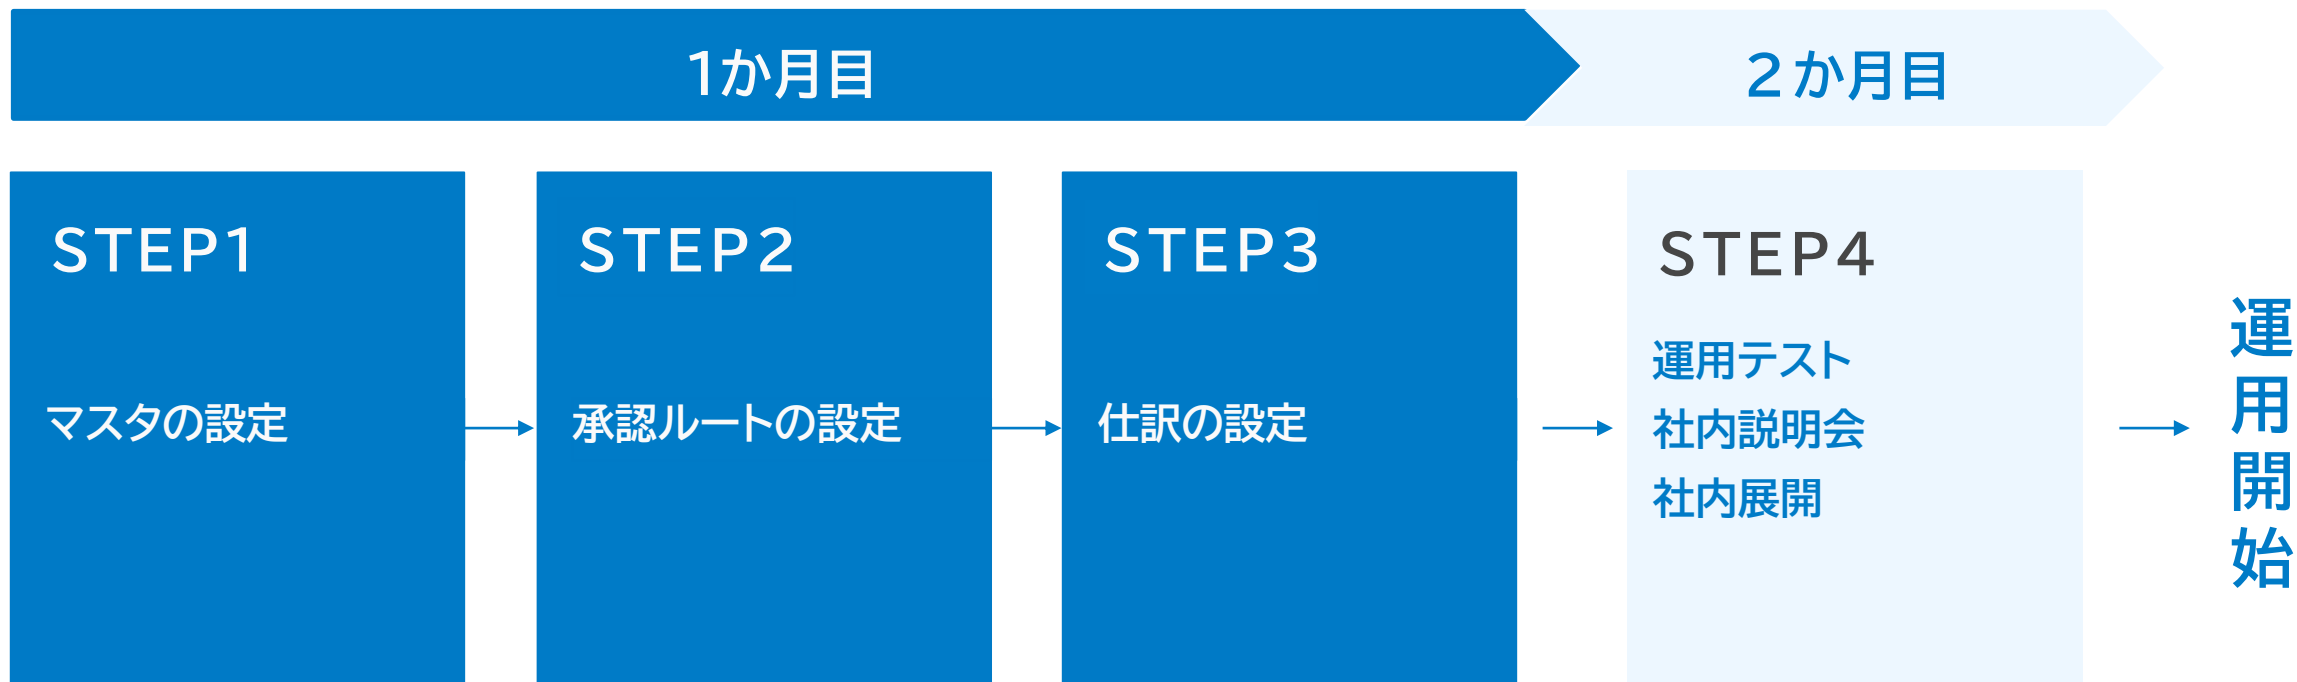 1か月目
２か月目
STEP1
マスタの設定
STEP2
承認ルートの設定
STEP3
仕訳の設定
STEP4
運用テスト
社内説明会
社内展開
運用開始